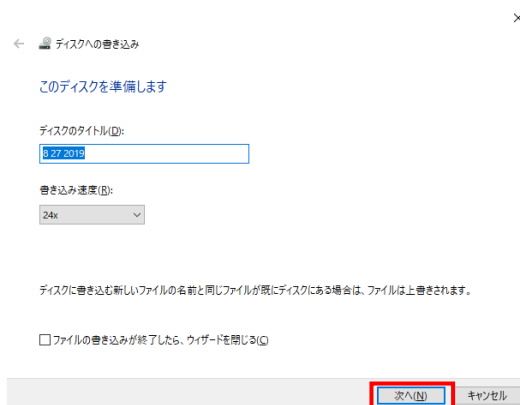 ディスクへの書き込み
このディスクを準備します
ディスクのタイトル(D):
8 27 2019
書き込み速度(R):
24x
ディスクに書き込む新しいファイルの名前と同じファイルが既にディスクにある場合は、ファイルは上書きされます。
ファイルの書き込みが終了したら、ウィザードを閉じる(C)
次へ(N) キャンセル